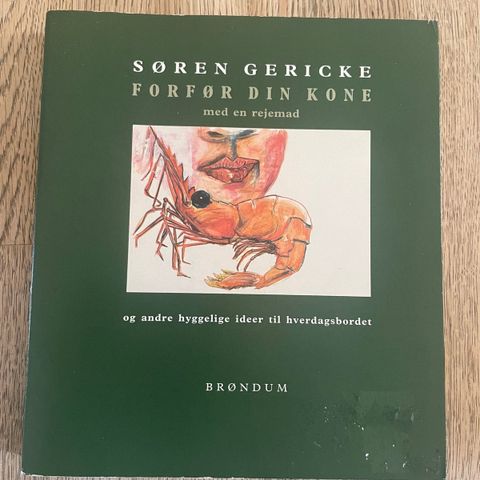 SØREN GERICKE
FORFØR DIN KONE
med en rejemad
og andre hyggelige ideer til hverdagsbordet
BRØNDUM